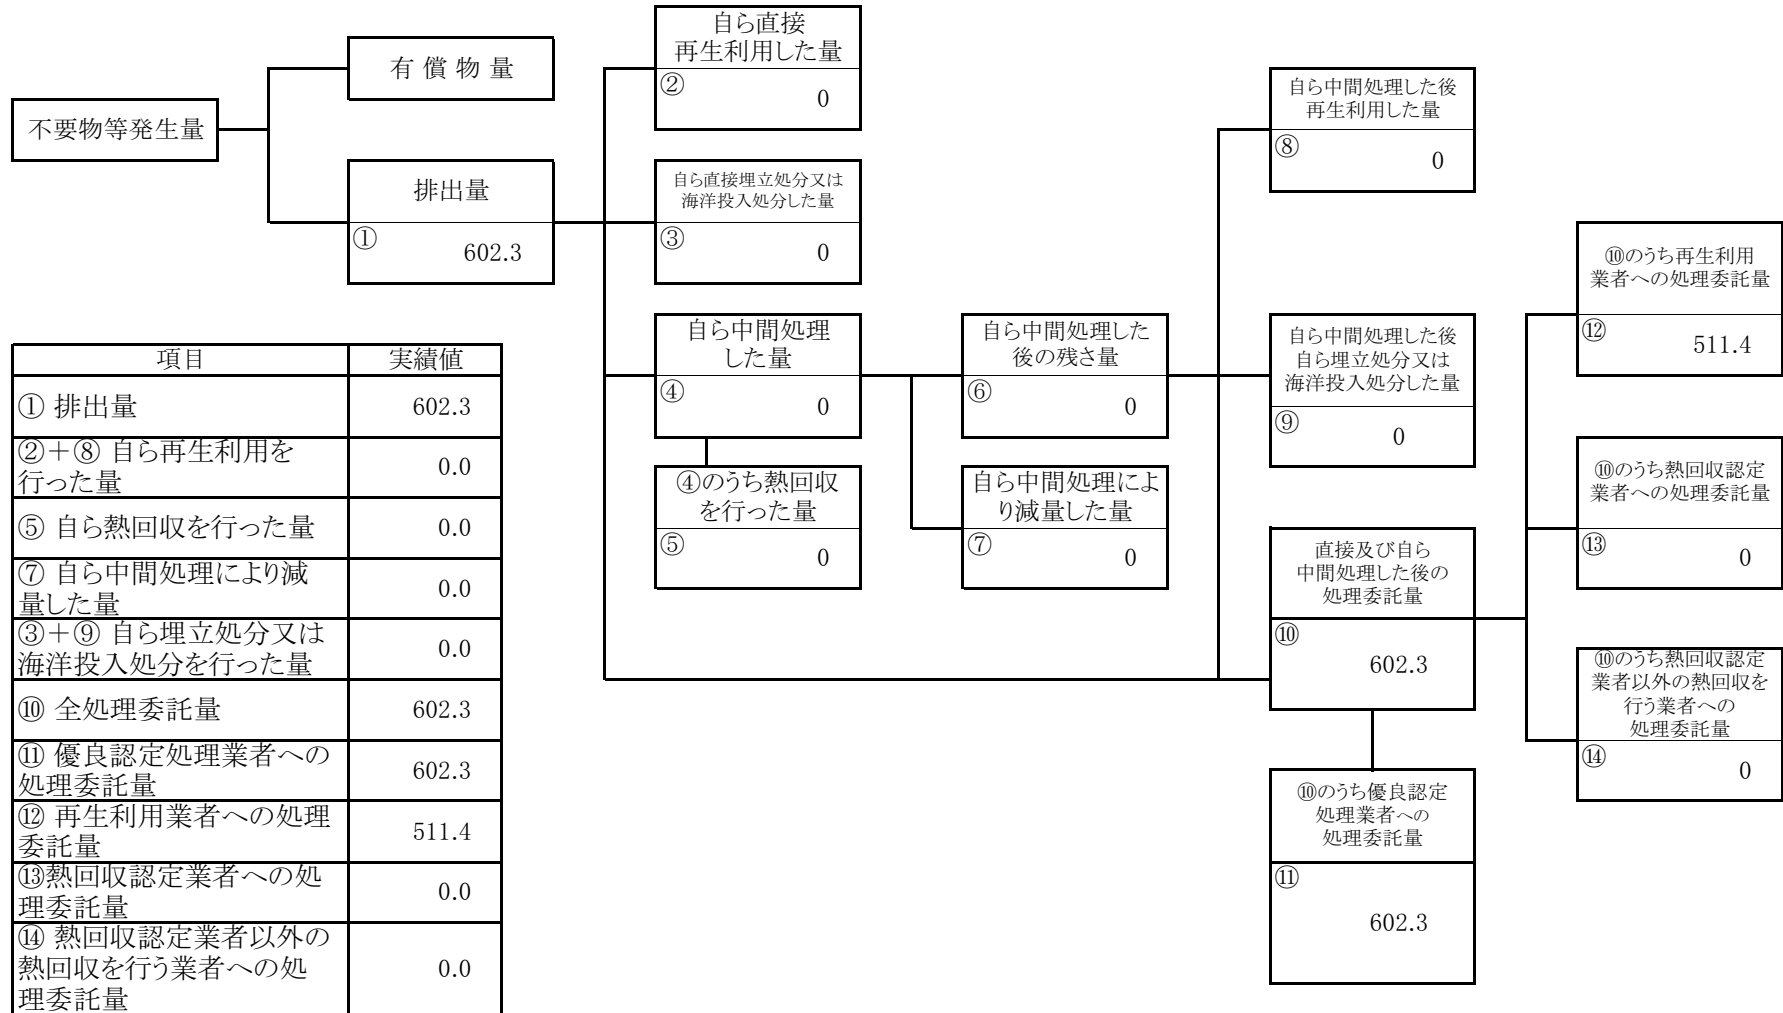 不要物等発生量
有 償 物 量
排出量
①
602.3
自ら直接
再生利用した量
②
0
自ら直接埋立処分又は
海洋投入処分した量
③
0
自ら中間処理
した量
④
0
④のうち熱回収
を行った量
⑤
0
自ら中間処理した
後の残さ量
⑥
0
自ら中間処理によ
り減量した量
⑦
0
自ら中間処理した後
再生利用した量
⑧
0
自ら中間処理した後
自ら埋立処分又は
海洋投入処分した量
⑨
0
直接及び自ら
中間処理した後の
処理委託量
⑩
602.3
⑩のうち優良認定
処理業者への
処理委託量
⑪
602.3
⑩のうち再生利用
業者への処理委託量
⑫
511.4
⑩のうち熱回収認定
業者への処理委託量
⑬
0
⑩のうち熱回収認定
業者以外の熱回収を
行う業者への
処理委託量
⑭
0
項目 実績値
① 排出量 602.3
②＋⑧ 自ら再生利用を
行った量 0.0
⑤ 自ら熱回収を行った量 0.0
⑦ 自ら中間処理により減
量した量 0.0
③＋⑨ 自ら埋立処分又は
海洋投入処分を行った量 0.0
⑩ 全処理委託量 602.3
⑪ 優良認定処理業者への
処理委託量 602.3
⑫ 再生利用業者への処理
委託量 511.4
⑬熱回収認定業者への処
理委託量 0.0
⑭ 熱回収認定業者以外の
熱回収を行う業者への処 0.0
理委託量